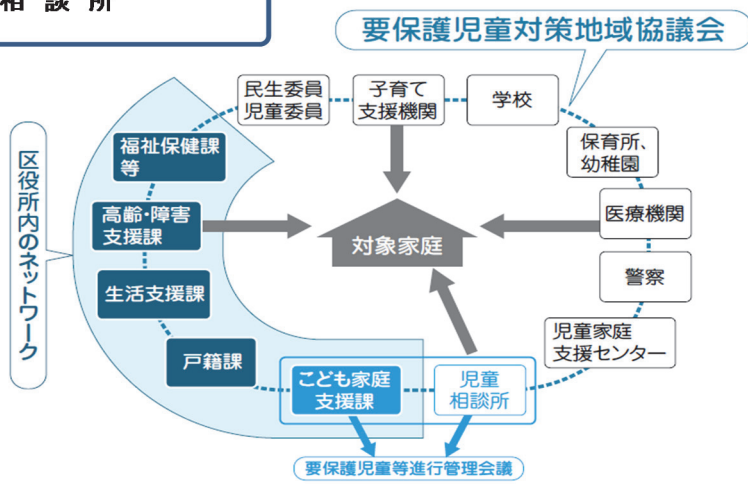 相談所
要保護児童対策地域協議会
民生委員
児童委員
子育て
支援機関
学校
保育所、
幼稚園
医療機関
警察
児童家庭
支援センター
児童
相談所
こども家庭
支援課
戸籍課
生活支援課
高齢・障害
支援課
福祉保健課
等
区役所内のネットワーク
対象家庭
要保護児童等進行管理会議